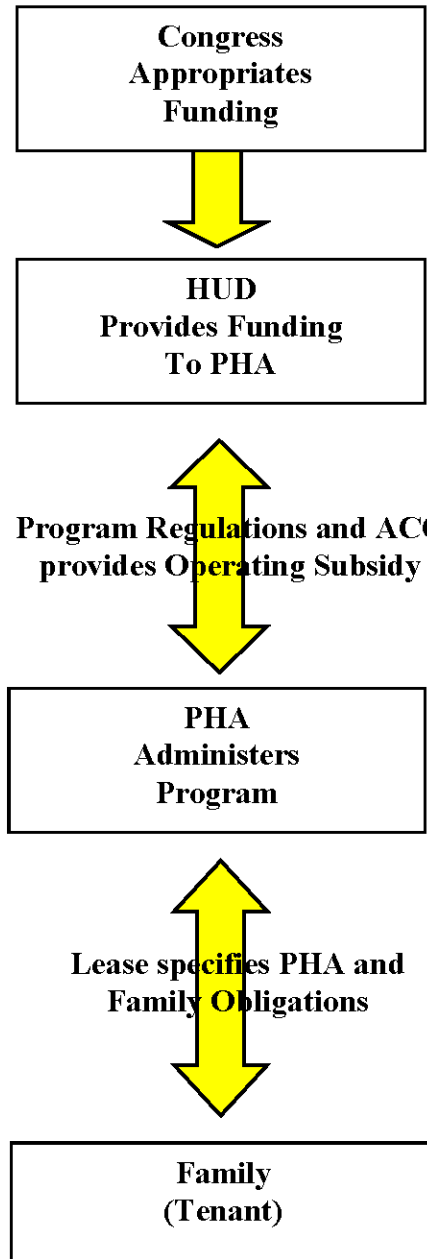 Congress
Appropriates
Funding
HUD
Provides Funding
To PHA
Program Regulations and ACC
provides Operating Subsidy
PHA
Administers
Program
Lease specifies PHA and
Family Obligations
Family
(Tenant)